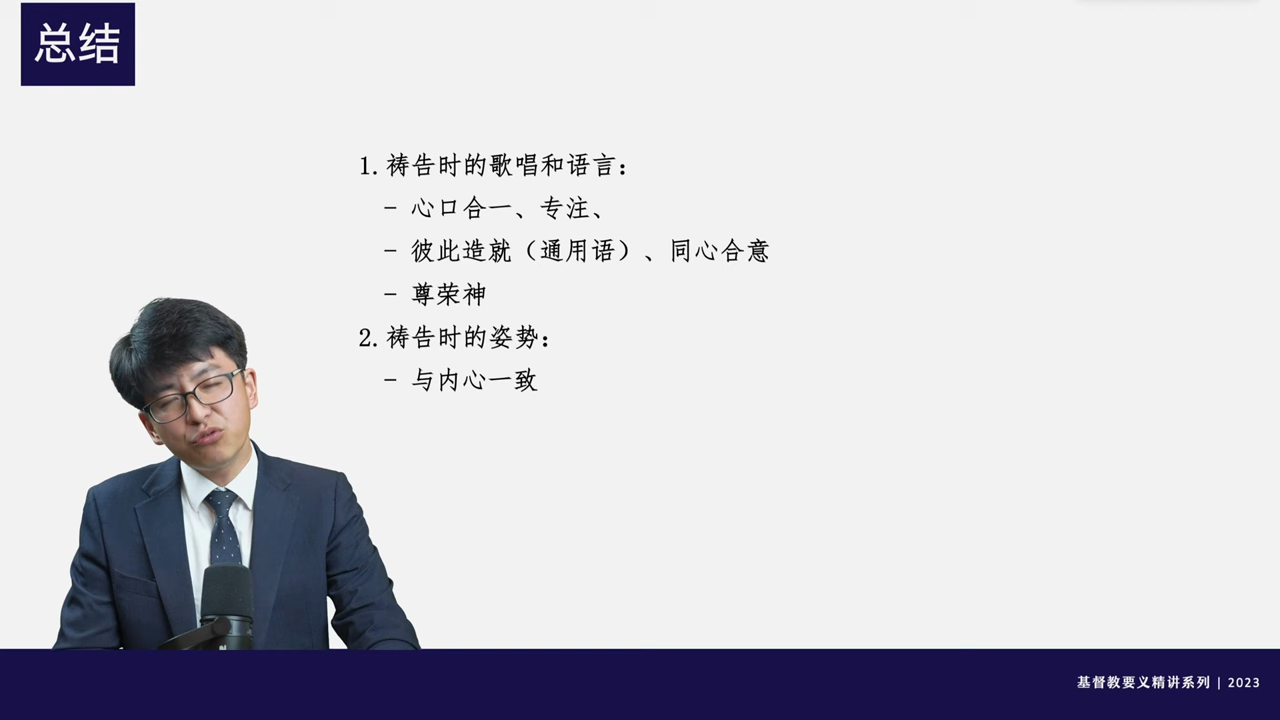 总结
1. 祷告时的歌唱和语言：
– 心口合一、专注、
– 彼此造就（通用语）、同心合意
– 尊荣神
2. 祷告时的姿势：
– 与内心一致
基督教要义精讲系列 | 2023